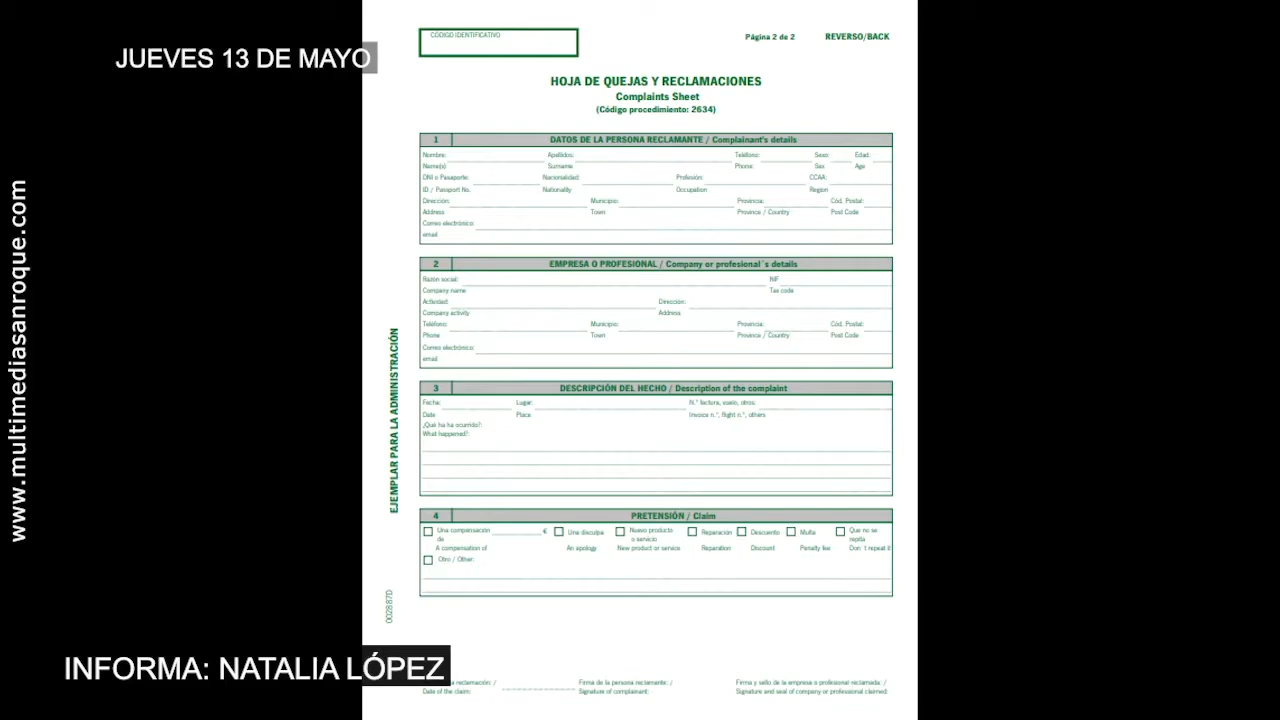 JUEVES 13 DE MAYO
www.multimediasanroque.com
INFORMA: NATALIA LÓPEZ
CÓDIGO IDENTIFICATIVO
Página 2 de 2 REVERSO/BACK
HOJA DE QUEJAS Y RECLAMACIONES
Complaints Sheet
(Código procedimiento: 2634)
1 DATOS DE LA PERSONA RECLAMANTE / Complainant's details
Nombre: Apellidos: Teléfono: Sexo: Edad:
Name(s) Surname Phone: Sex Age
DNI o Pasaporte: Nacionalidad: Profesión: CCAA:
ID / Passport No. Nationality Occupation Region
Dirección: Municipio: Provincia: Cód. Postal:
Address Town Province / Country Post Code
Correo electrónico:
email
2 EMPRESA O PROFESIONAL / Company or profesional´s details
Razón social: NIF
Company name Tax code
Actividad: Dirección:
Company activity Address
Teléfono: Municipio: Provincia: Cód. Postal:
Phone Town Province / Country Post Code
Correo electrónico:
email
3 DESCRIPCIÓN DEL HECHO / Description of the complaint
Fecha: Lugar: N.º factura, vuelo, otros:
Date Place Invoice n.º, flight n.º; others
¿Qué ha ha ocurrido?:
What happened?:
4 PRETENSIÓN / Claim
Una compensación € Una disculpa Nuevo producto Reparación Descuento Multa Que no se
de o servicio repita
A compensation of An apology New product or service Reparation Discount Penalty fee Don´t repeat it
Otro / Other:
EJEMPLAR PARA LA ADMINISTRACIÓN
002887D
reclamación: / Firma de la persona reclamante: / Firma y sello de la empresa o profesional reclamada: /
Date of the claim: Signature of complainant: Signature and seal of company or professional claimed: